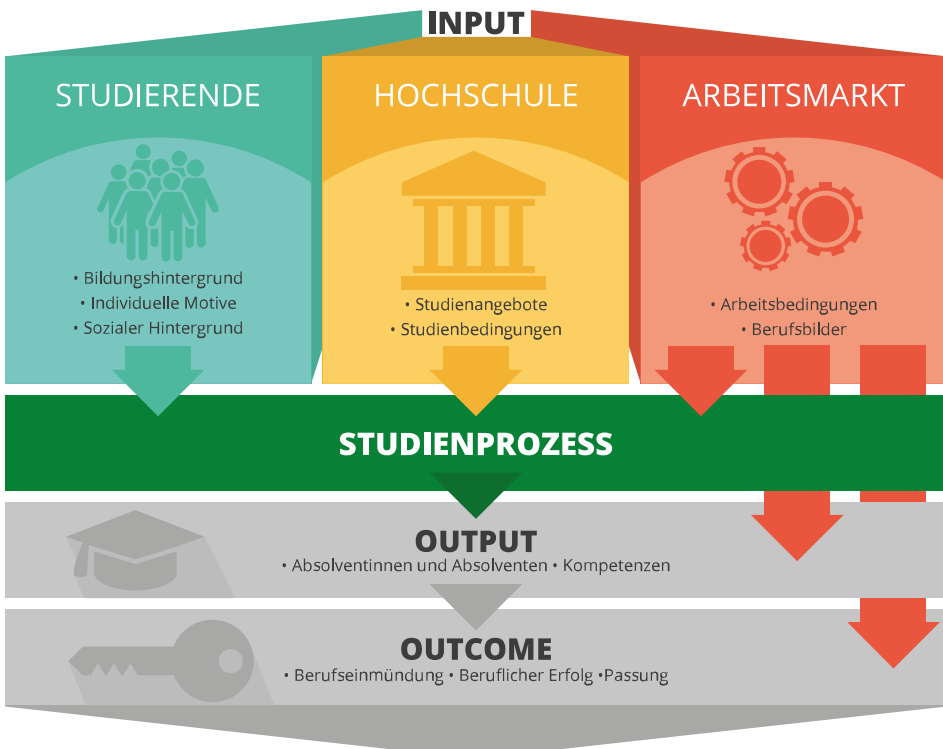 INPUT
STUDIERENDE
• Bildungshintergrund
• Individuelle Motive
• Sozialer Hintergrund
HOCHSCHULE
• Studienangebote
• Studienbedingungen
ARBEITSMARKT
• Arbeitsbedingungen
• Berufsbilder
STUDIENPROZESS
OUTPUT
• Absolventinnen und Absolventen • Kompetenzen
OUTCOME
• Berufseinmündung • Beruflicher Erfolg •Passung